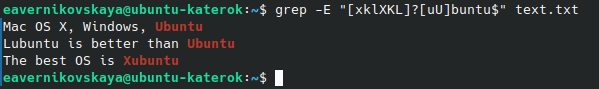 eavernikovskaya@ubuntu-katerok:~$ grep -E "[xklXKL]?[uU]buntu$" text.txt
Mac OS X, Windows, Ubuntu
Lubuntu is better than Ubuntu
The best OS is Xubuntu
eavernikovskaya@ubuntu-katerok:~$